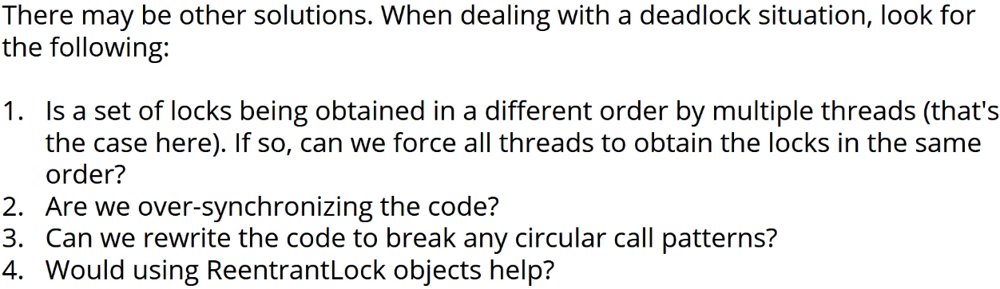 There may be other solutions. When dealing with a deadlock situation, look for
the following:
1. Is a set of locks being obtained in a different order by multiple threads (that's
the case here). If so, can we force all threads to obtain the locks in the same
order?
2. Are we over-synchronizing the code?
3. Can we rewrite the code to break any circular call patterns?
4. Would using ReentrantLock objects help?